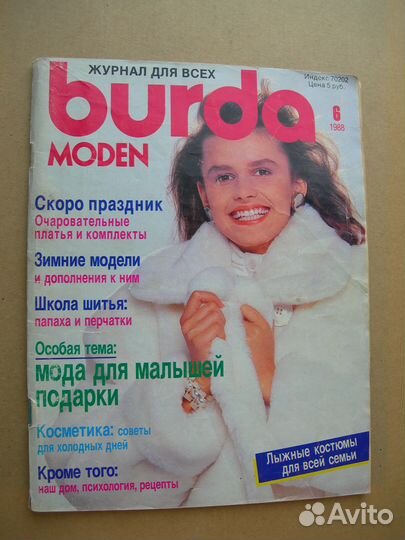 ЖУРНАЛ ДЛЯ ВСЕХ
Индекс 70202
Цена 5 руб.
burda
MODEN
6
1988
Скоро праздник
Очаровательные
платья и комплекты
Зимние модели
и дополнения к ним
Школа шитья:
папаха и перчатки
Особая тема:
мода для малышей
подарки
Косметика: советы
для холодных дней
Кроме того:
наш дом, психология, рецепты
Лыжные костюмы
для всей семьи
Avito